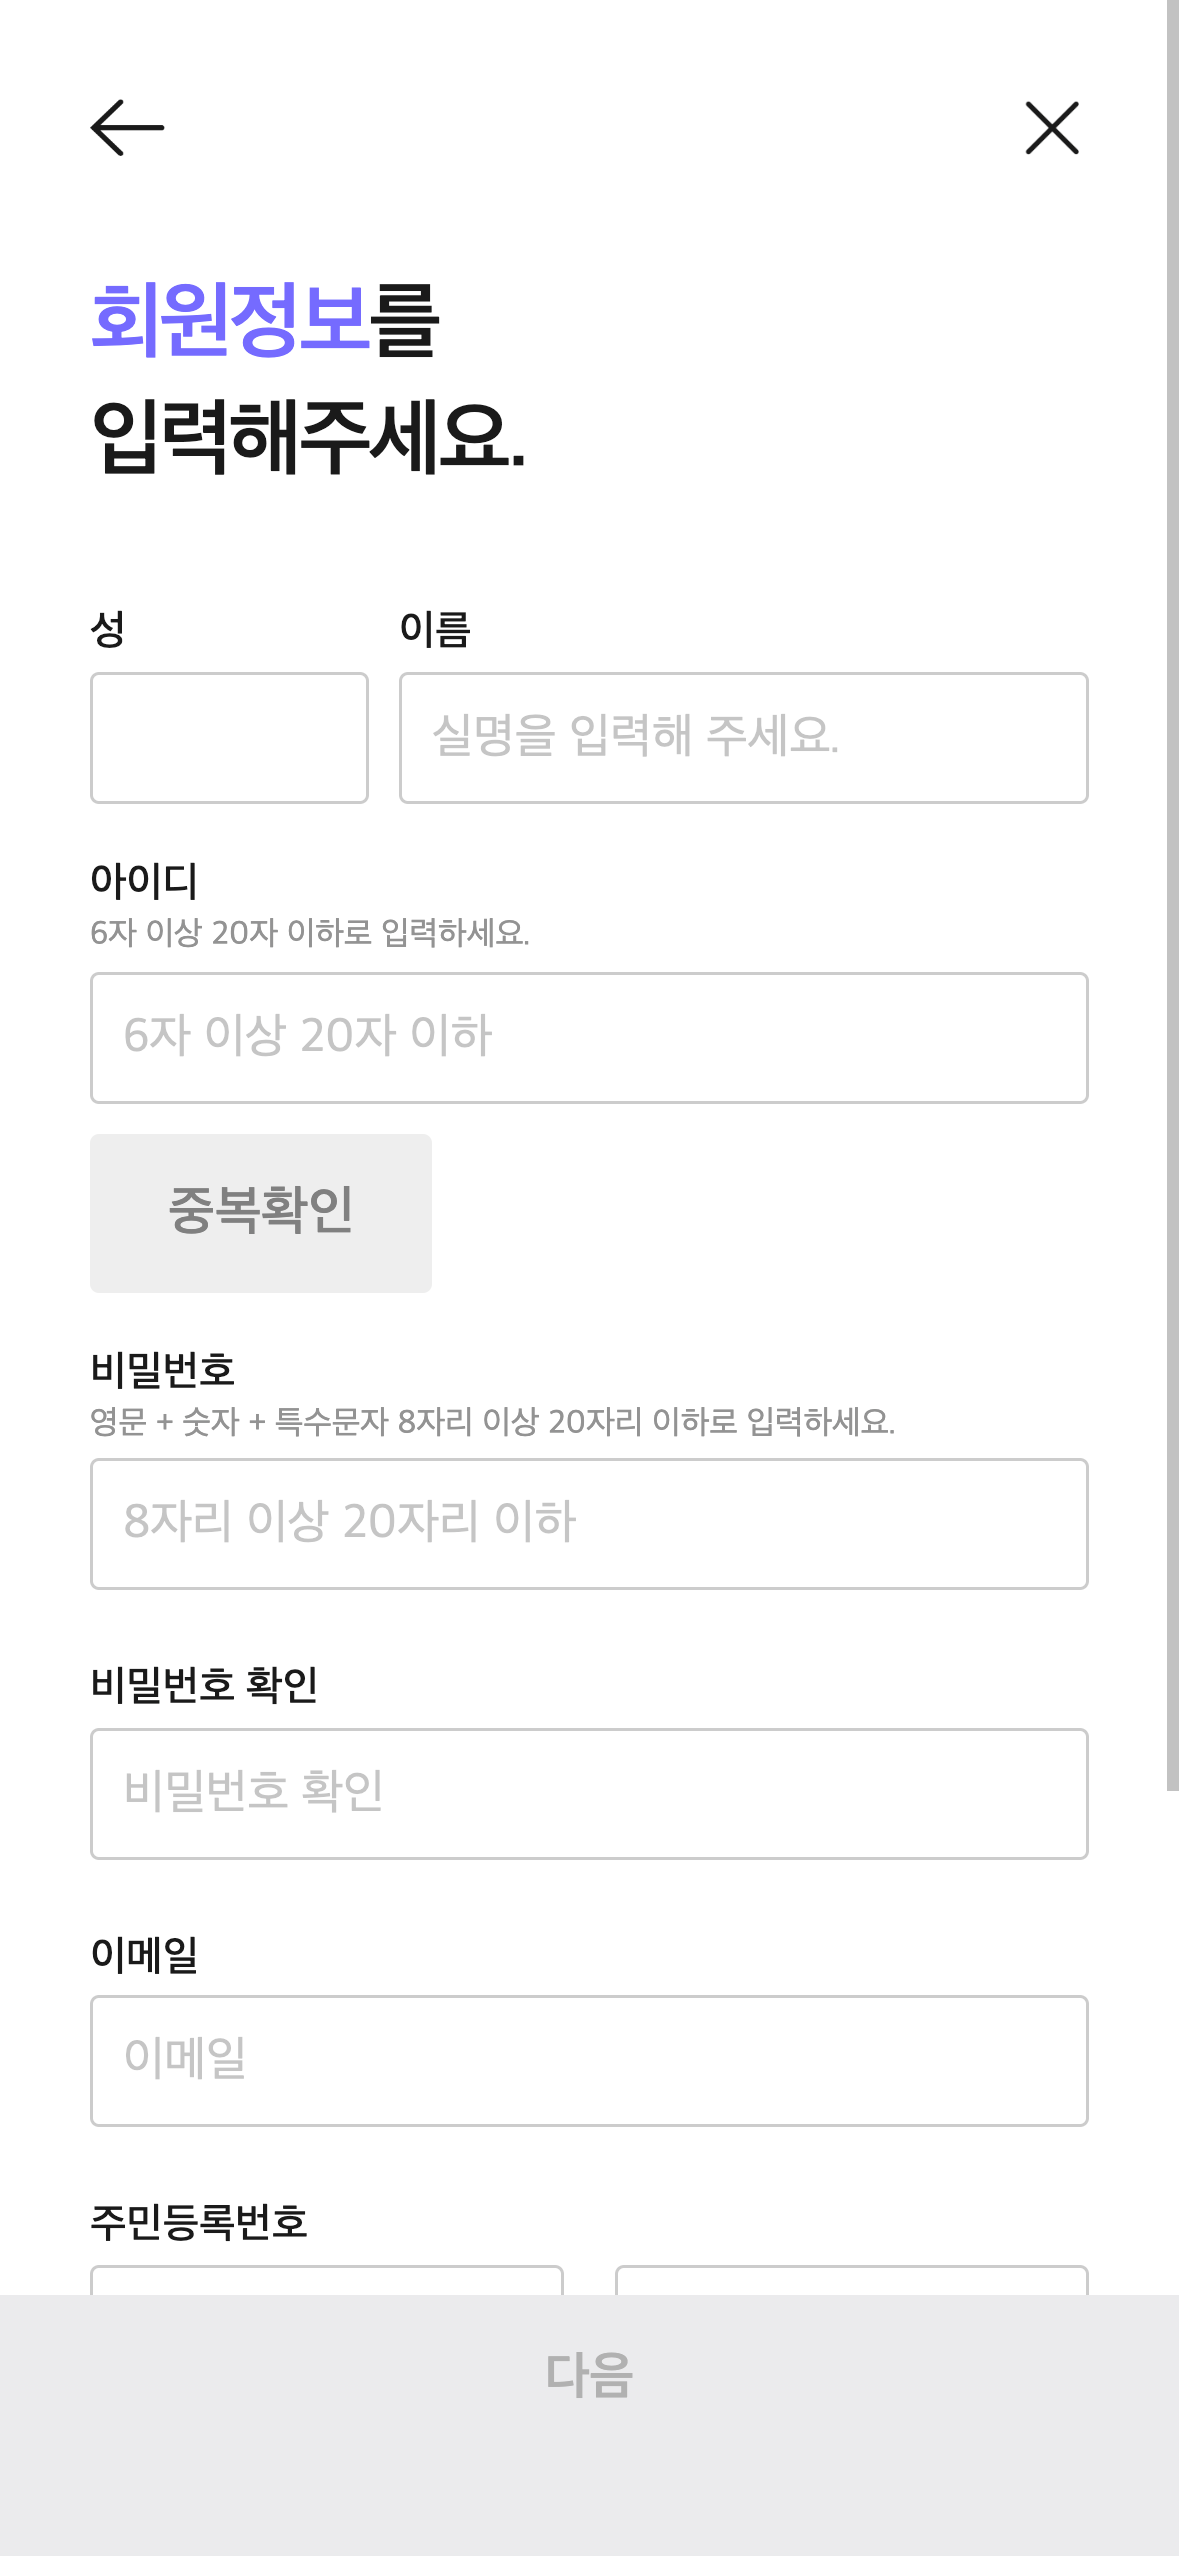 회원정보를
입력해주세요.
성 이름
실명을 입력해 주세요.
아이디
6자 이상 20자 이하로 입력하세요.
6자 이상 20자 이하
중복확인
비밀번호
영문 + 숫자 + 특수문자 8자리 이상 20자리 이하로 입력하세요.
8자리 이상 20자리 이하
비밀번호 확인
비밀번호 확인
이메일
이메일
주민등록번호
다음